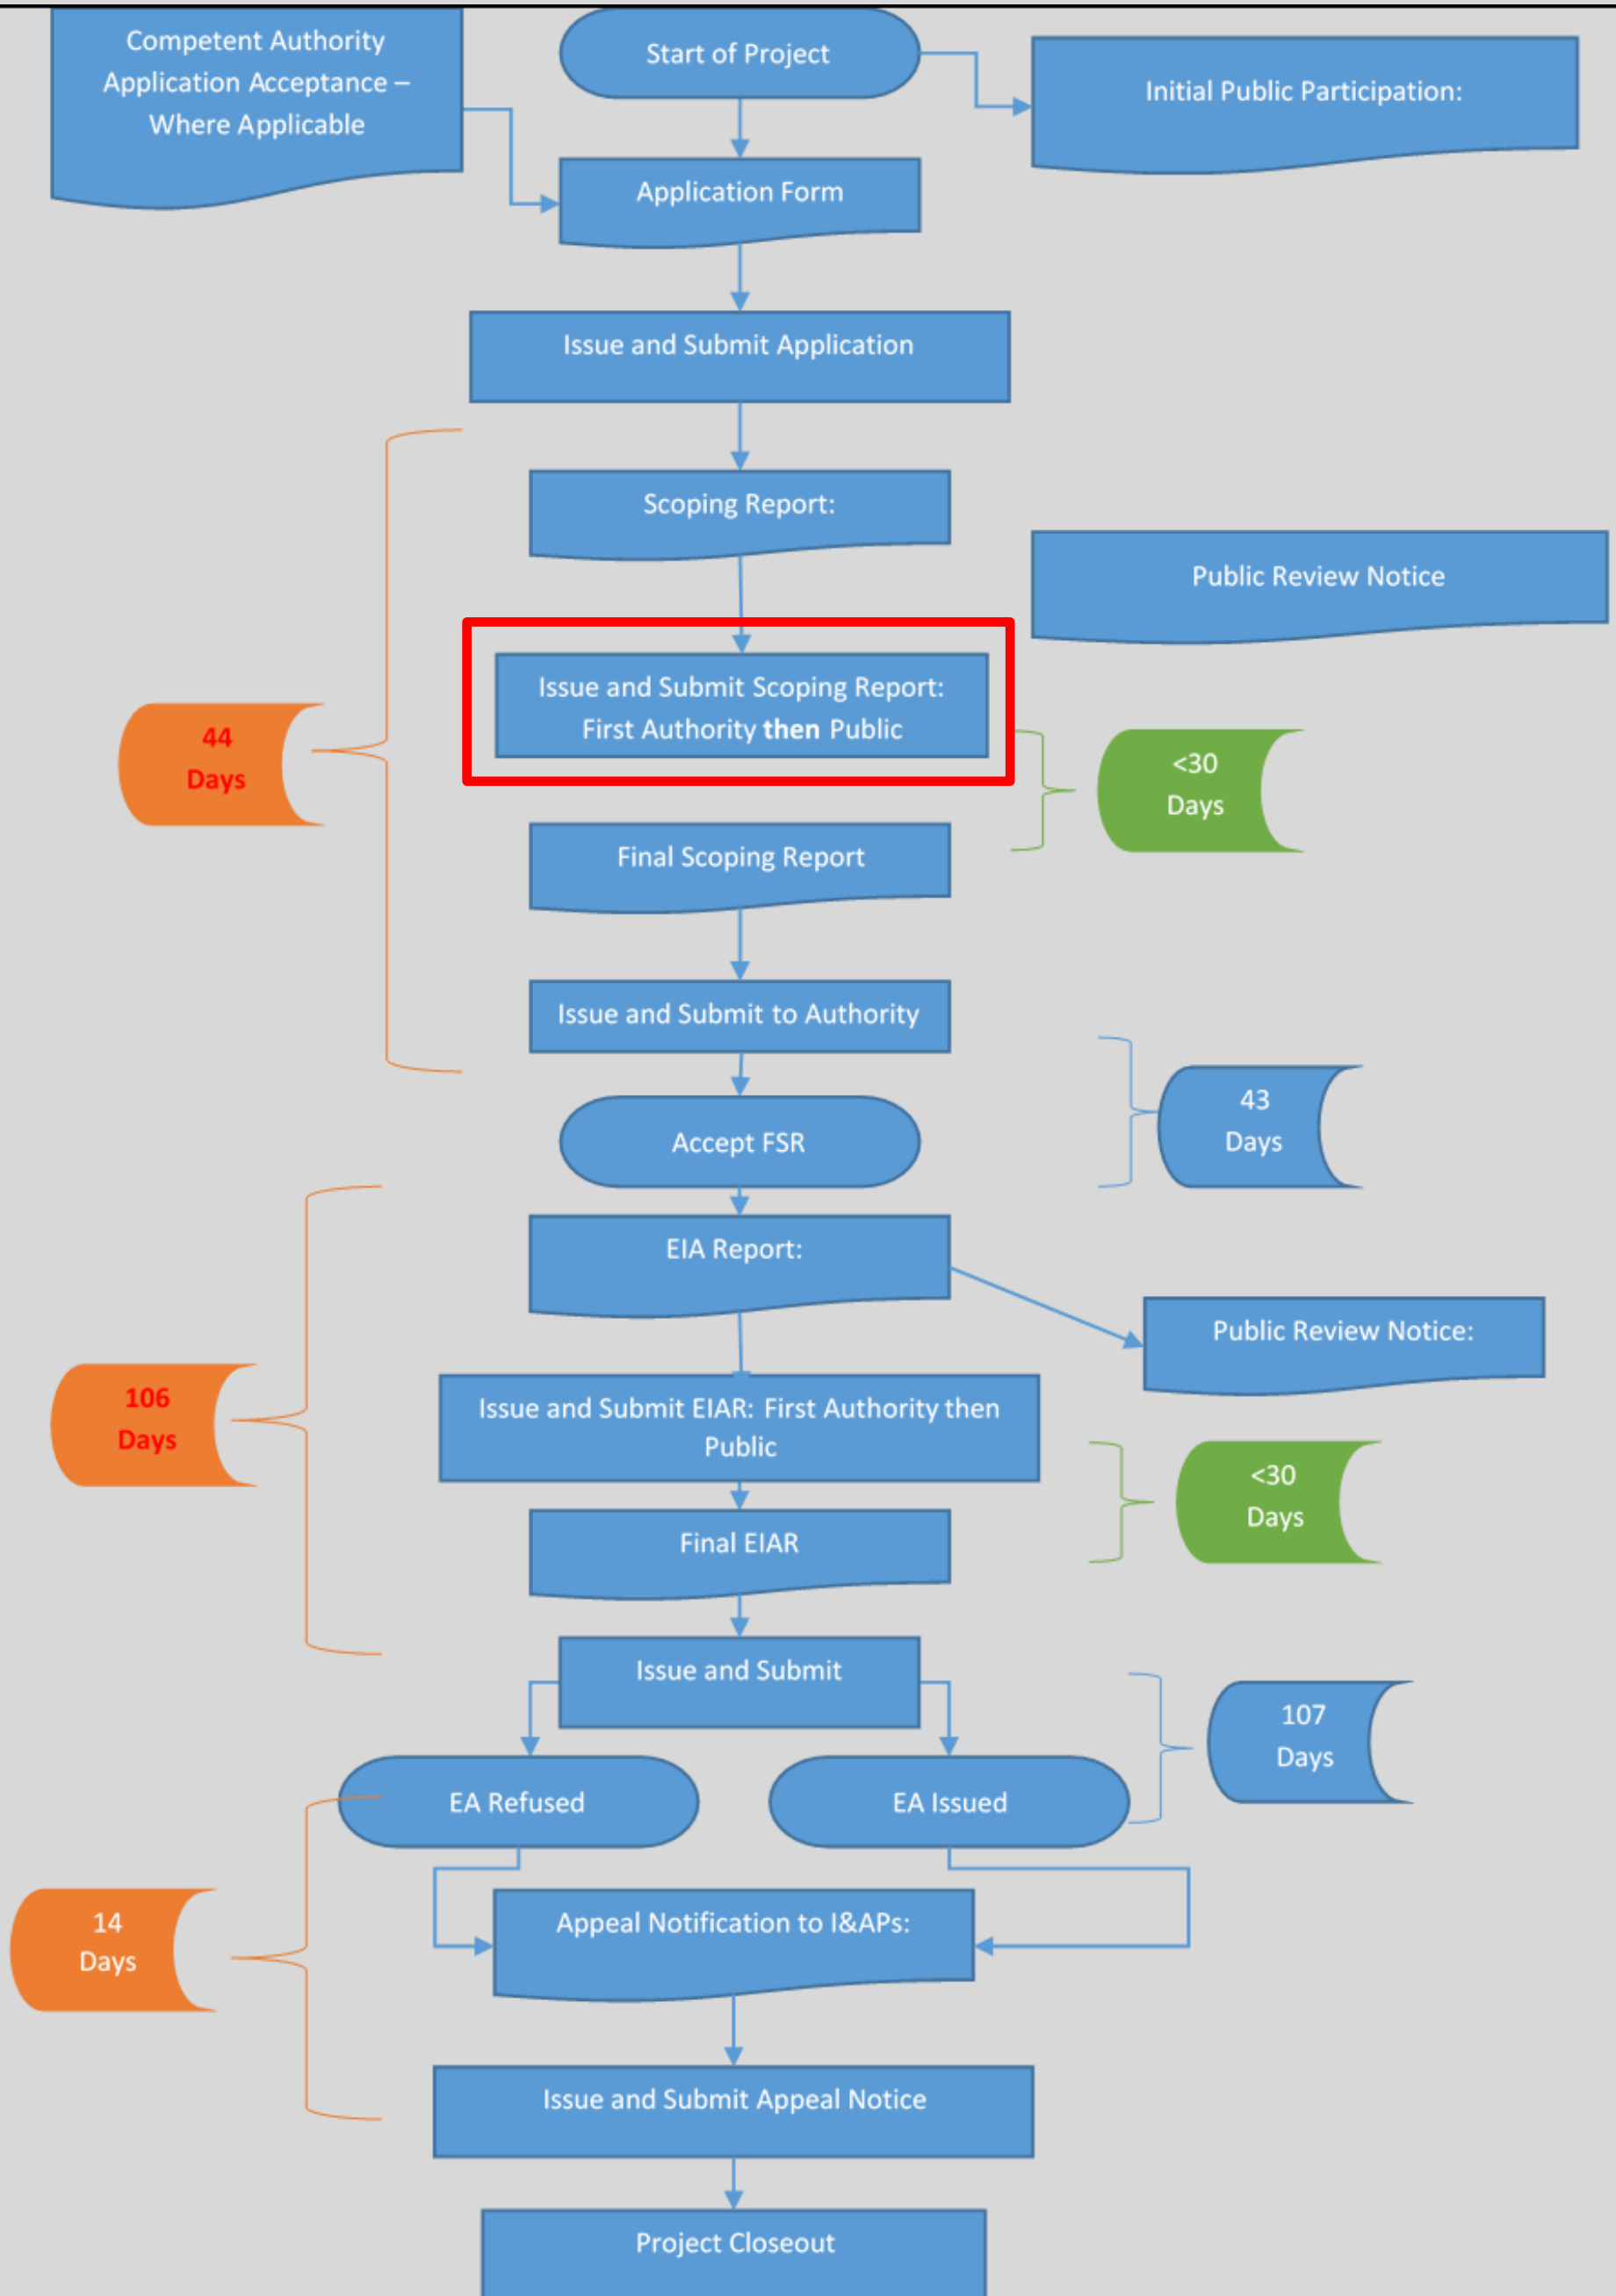 Competent Authority
Application Acceptance –
Where Applicable
Start of Project
Initial Public Participation:
Application Form
Issue and Submit Application
Scoping Report:
Public Review Notice
Issue and Submit Scoping Report:
First Authority then Public
44
Days
<30
Days
Final Scoping Report
Issue and Submit to Authority
43
Days
Accept FSR
EIA Report:
Public Review Notice:
106
Days
Issue and Submit EIAR: First Authority then
Public
<30
Days
Final EIAR
Issue and Submit
107
Days
EA Refused
EA Issued
14
Days
Appeal Notification to I&APs:
Issue and Submit Appeal Notice
Project Closeout